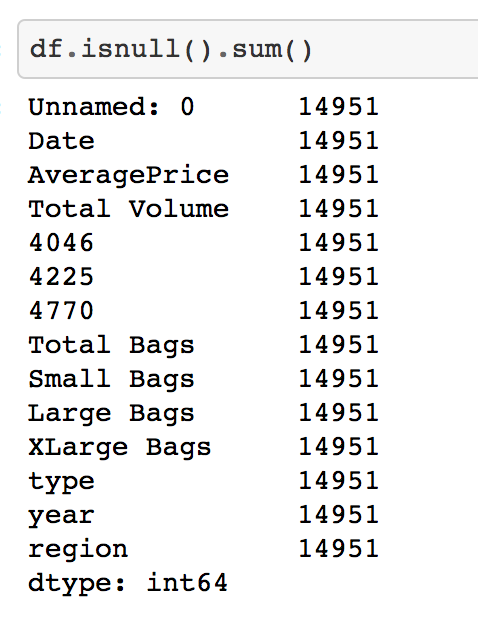 df.isnull().sum()
Unnamed: 0 14951
Date 14951
AveragePrice 14951
Total Volume 14951
4046 14951
4225 14951
4770 14951
Total Bags 14951
Small Bags 14951
Large Bags 14951
XLarge Bags 14951
type 14951
year 14951
region 14951
dtype: int64